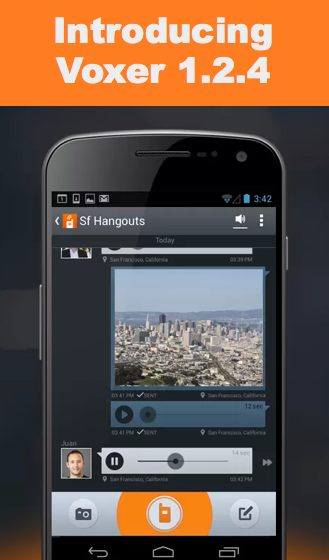 Introducing
Voxer 1.2.4
3:42
Sf Hangouts
Today
San Francisco, California 03:39 PM
03:41 PM SENT San Francisco, California
12 sec
03:41 PM SENT San Francisco, California
Juan
14 sec
San Francisco, California 03:42 PM